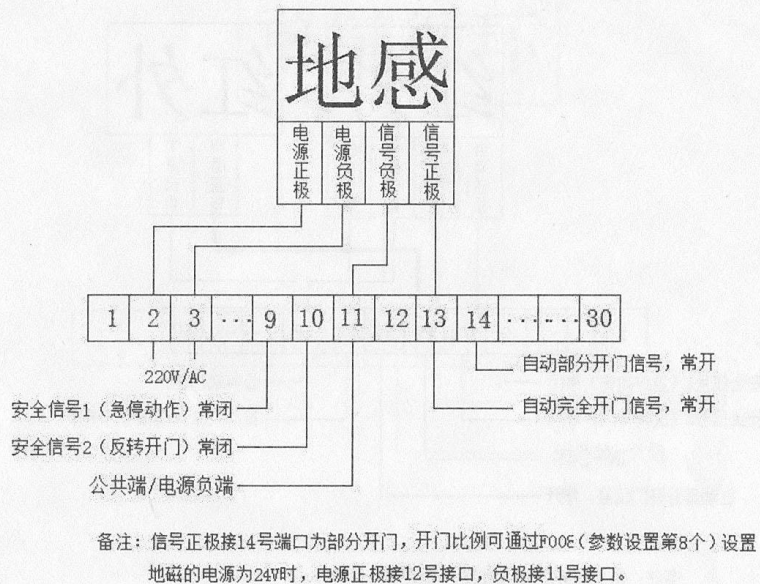 地感
电源正极
电源负极
信号负极
信号正极
1 2 3 ··· 9 10 11 12 13 14 ······ 30
220V/AC
自动部分开门信号，常开
安全信号1（急停动作）常闭
自动完全开门信号，常开
安全信号2（反转开门）常闭
公共端/电源负端
备注：信号正极接14号端口为部分开门，开门比例可通过F008（参数设置第8个）设置
地磁的电源为24V时，电源正极接12号接口，负极接11号接口。